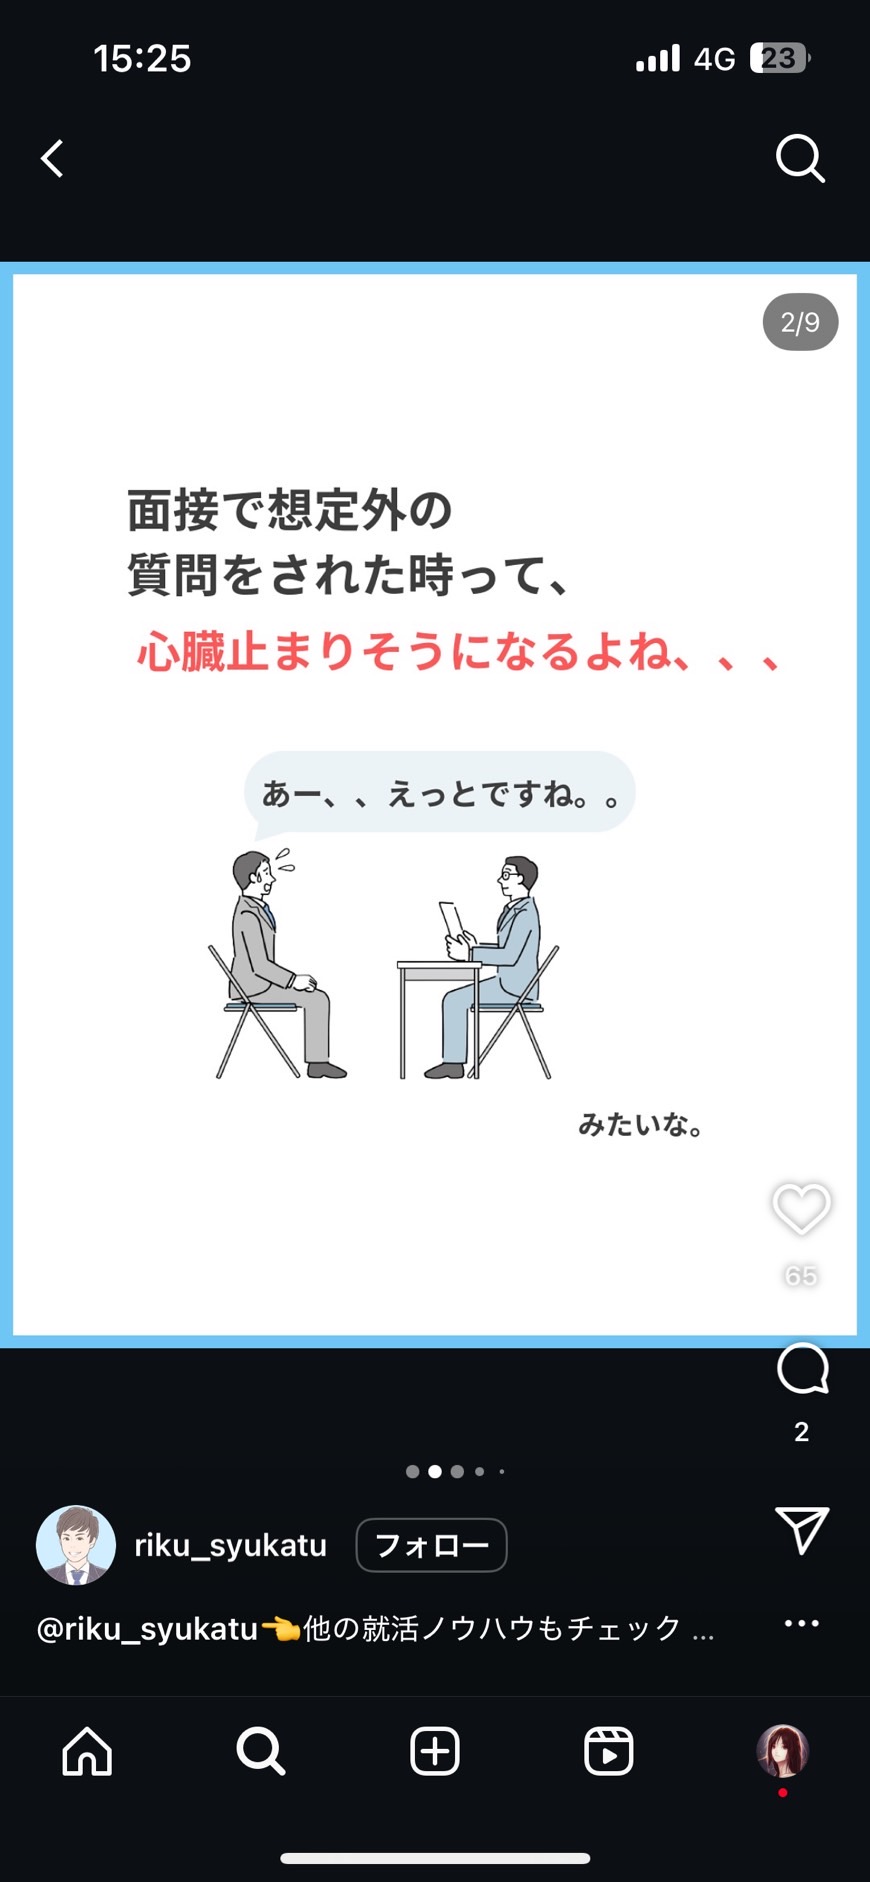 15:25
4G
23
2/9
面接で想定外の
質問をされた時って、
心臓止まりそうになるよね、、、
あー、、えっとですね。。
みたいな。
65
2
riku_syukatu
フォロー
@riku_syukatu👈他の就活ノウハウもチェック ...